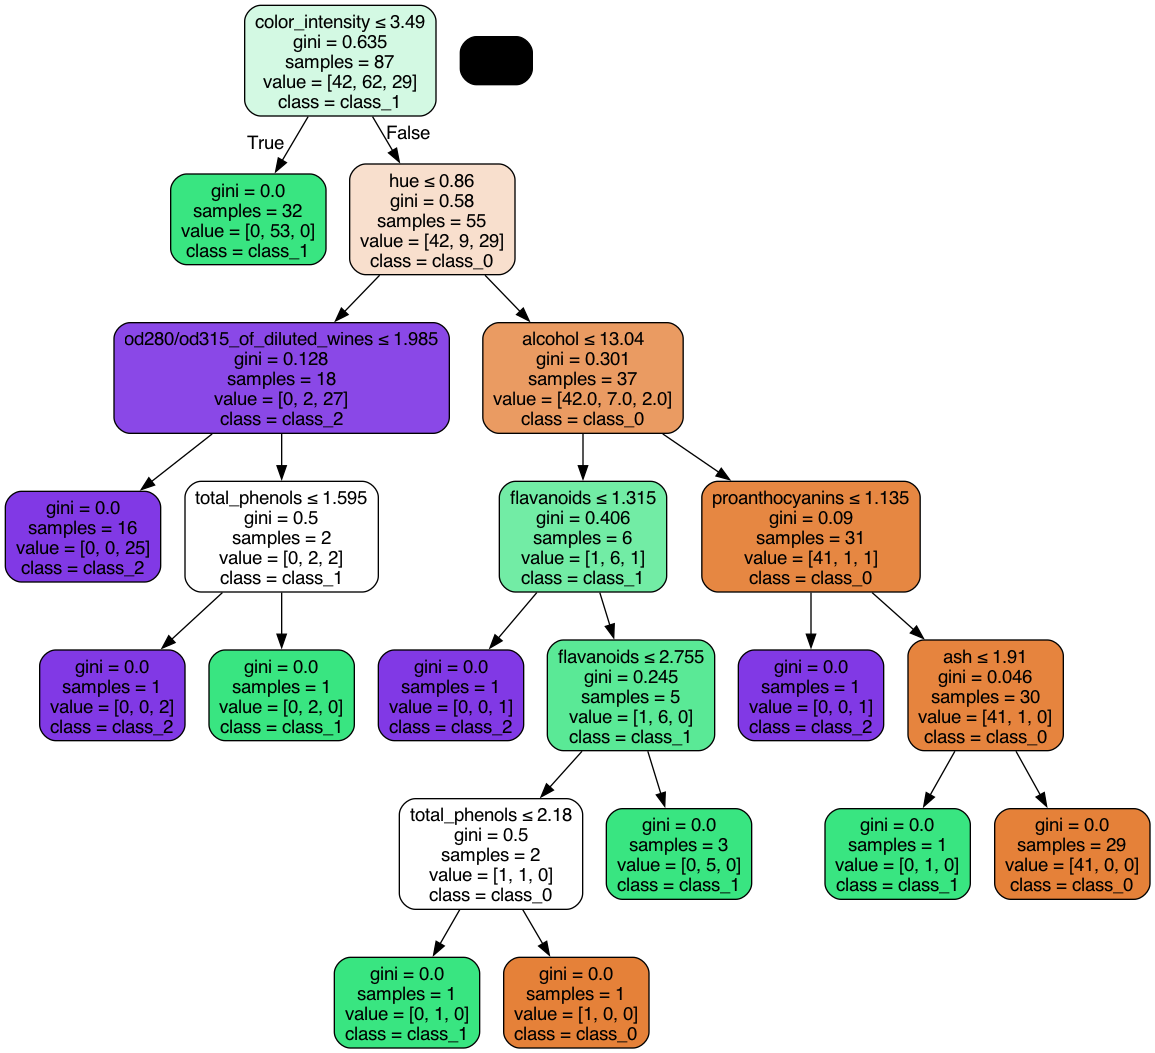 color_intensity ≤ 3.49
gini = 0.635
samples = 87
value = [42, 62, 29]
class = class_1
True
False
gini = 0.0
samples = 32
value = [0, 53, 0]
class = class_1
hue ≤ 0.86
gini = 0.58
samples = 55
value = [42, 9, 29]
class = class_0
od280/od315_of_diluted_wines ≤ 1.985
gini = 0.128
samples = 18
value = [0, 2, 27]
class = class_2
alcohol ≤ 13.04
gini = 0.301
samples = 37
value = [42.0, 7.0, 2.0]
class = class_0
gini = 0.0
samples = 16
value = [0, 0, 25]
class = class_2
total_phenols ≤ 1.595
gini = 0.5
samples = 2
value = [0, 2, 2]
class = class_1
flavanoids ≤ 1.315
gini = 0.406
samples = 6
value = [1, 6, 1]
class = class_1
proanthocyanins ≤ 1.135
gini = 0.09
samples = 31
value = [41, 1, 1]
class = class_0
gini = 0.0
samples = 1
value = [0, 0, 2]
class = class_2
gini = 0.0
samples = 1
value = [0, 2, 0]
class = class_1
gini = 0.0
samples = 1
value = [0, 0, 1]
class = class_2
flavanoids ≤ 2.755
gini = 0.245
samples = 5
value = [1, 6, 0]
class = class_1
gini = 0.0
samples = 1
value = [0, 0, 1]
class = class_2
ash ≤ 1.91
gini = 0.046
samples = 30
value = [41, 1, 0]
class = class_0
total_phenols ≤ 2.18
gini = 0.5
samples = 2
value = [1, 1, 0]
class = class_0
gini = 0.0
samples = 3
value = [0, 5, 0]
class = class_1
gini = 0.0
samples = 1
value = [0, 1, 0]
class = class_1
gini = 0.0
samples = 29
value = [41, 0, 0]
class = class_0
gini = 0.0
samples = 1
value = [0, 1, 0]
class = class_1
gini = 0.0
samples = 1
value = [1, 0, 0]
class = class_0